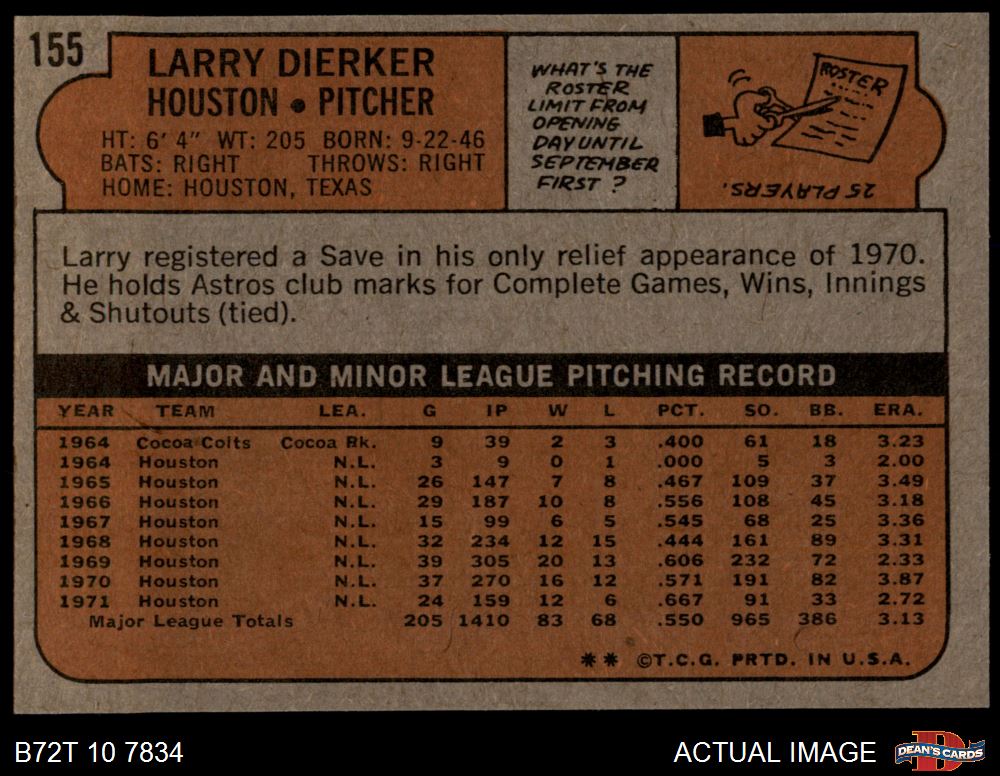 155
LARRY DIERKER
HOUSTON • PITCHER
HT: 6' 4" WT: 205 BORN: 9-22-46
BATS: RIGHT THROWS: RIGHT
HOME: HOUSTON, TEXAS
WHAT'S THE
ROSTER
LIMIT FROM
OPENING
DAY UNTIL
SEPTEMBER
FIRST ?
ROSTER
25 PLAYERS.
Larry registered a Save in his only relief appearance of 1970.
He holds Astros club marks for Complete Games, Wins, Innings
& Shutouts (tied).
MAJOR AND MINOR LEAGUE PITCHING RECORD
YEAR TEAM LEA. G IP W L PCT. SO. BB. ERA.
1964 Cocoa Colts Cocoa Rk. 9 39 2 3 .400 61 18 3.23
1964 Houston N.L. 3 9 0 1 .000 5 3 2.00
1965 Houston N.L. 26 147 7 8 .467 109 37 3.49
1966 Houston N.L. 29 187 10 8 .556 108 45 3.18
1967 Houston N.L. 15 99 6 5 .545 68 25 3.36
1968 Houston N.L. 32 234 12 15 .444 161 89 3.31
1969 Houston N.L. 39 305 20 13 .606 232 72 2.33
1970 Houston N.L. 37 270 16 12 .571 191 82 3.87
1971 Houston N.L. 24 159 12 6 .667 91 33 2.72
Major League Totals 205 1410 83 68 .550 965 386 3.13
** ©T.C.G. PRTD. IN U.S.A.
B72T 10 7834
ACTUAL IMAGE
D
DEAN'S CARDS